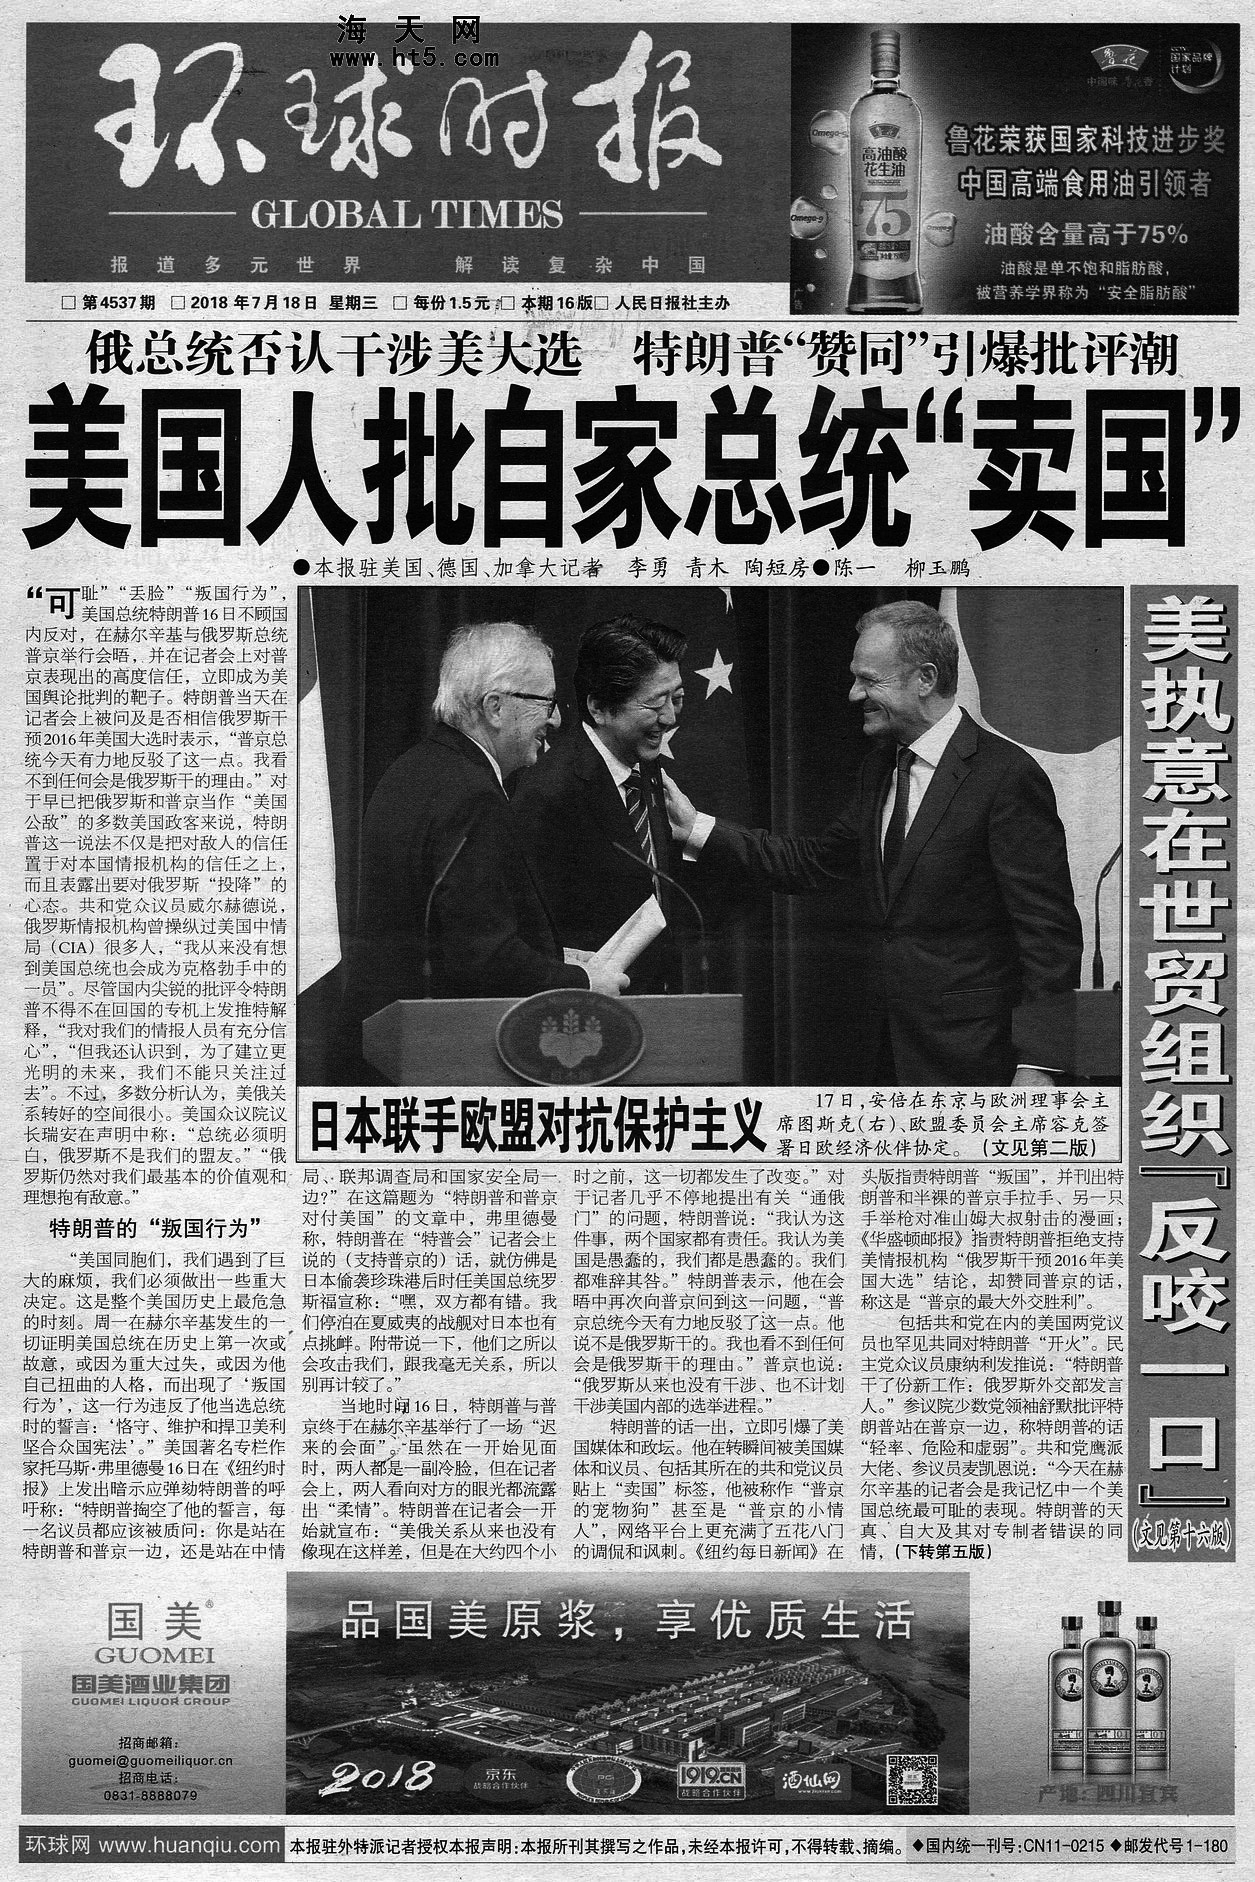 海天网
www.ht5.com
环球时报
GLOBAL TIMES
报道多元世界 解读复杂中国
鲁花
中国味 鲁花香
CCTV
国家品牌
计划
Omega-9
高油酸
花生油
75
鲁花荣获国家科技进步奖
中国高端食用油引领者
油酸含量高于75%
油酸是单不饱和脂肪酸，
被营养学界称为“安全脂肪酸”
广告
□第4537期 □2018年7月18日 星期三 □每份1.5元 □本期16版 □人民日报社主办
俄总统否认干涉美大选 特朗普“赞同”引爆批评潮
美国人批自家总统“卖国”
●本报驻美国、德国、加拿大记者 李勇 青木 陶短房●陈一 柳玉鹏
“可耻”“丢脸”“叛国行为”，
美国总统特朗普16日不顾国
内反对，在赫尔辛基与俄罗斯总统
普京举行会晤，并在记者会上对普
京表现出的高度信任，立即成为美
国舆论批判的靶子。特朗普当天在
记者会上被问及是否相信俄罗斯干
预2016年美国大选时表示，“普京总
统今天有力地反驳了这一点。我看
不到任何会是俄罗斯干的理由。”对
于早已把俄罗斯和普京当作“美国
公敌”的多数美国政客来说，特朗
普这一说法不仅是把对敌人的信任
置于对本国情报机构的信任之上，
而且表露出要对俄罗斯“投降”的
心态。共和党众议员威尔赫德说，
俄罗斯情报机构曾操纵过美国中情
局（CIA）很多人，“我从来没有想
到美国总统也会成为克格勃手中的
一员”。尽管国内尖锐的批评令特朗
普不得不在回国的专机上发推特解
释，“我对我们的情报人员有充分信
心”，“但我还认识到，为了建立更
光明的未来，我们不能只关注过
去”。不过，多数分析认为，美俄关
系转好的空间很小。美国众议院议
长瑞安在声明中称：“总统必须明
白，俄罗斯不是我们的盟友。”“俄
罗斯仍然对我们最基本的价值观和
理想抱有敌意。”
特朗普的“叛国行为”
“美国同胞们，我们遇到了巨
大的麻烦，我们必须做出一些重大
决定。这是整个美国历史上最危急
的时刻。周一在赫尔辛基发生的一
切证明美国总统在历史上第一次或
故意，或因为重大过失，或因为他
自己扭曲的人格，而出现了‘叛国
行为’，这一行为违反了他当选总统
时的誓言：‘恪守、维护和捍卫美利
坚合众国宪法’。”美国著名专栏作
家托马斯·弗里德曼16日在《纽约时
报》上发出暗示应弹劾特朗普的呼
吁称：“特朗普掏空了他的誓言，每
一名议员都应该被质问：你是站在
特朗普和普京一边，还是站在中情
日本联手欧盟对抗保护主义
17日，安倍在东京与欧洲理事会主
席图斯克（右）、欧盟委员会主席容克签
署日欧经济伙伴协定。（文见第二版）
局、联邦调查局和国家安全局一
边？”在这篇题为“特朗普和普京
对付美国”的文章中，弗里德曼
称，特朗普在“特普会”记者会上
说的（支持普京的）话，就仿佛是
日本偷袭珍珠港后时任美国总统罗
斯福宣称：“嘿，双方都有错。我
们停泊在夏威夷的战舰对日本也有
点挑衅。附带说一下，他们之所以
会攻击我们，跟我毫无关系，所以
别再计较了。”
当地时间16日，特朗普与普
京终于在赫尔辛基举行了一场“迟
来的会面”。虽然在一开始见面
时，两人都是一副冷脸，但在记者
会上，两人看向对方的眼光都流露
出“柔情”。特朗普在记者会一开
始就宣布：“美俄关系从来也没有
像现在这样差，但是在大约四个小
时之前，这一切都发生了改变。”对
于记者几乎不停地提出有关“通俄
门”的问题，特朗普说：“我认为这
件事，两个国家都有责任。我认为美
国是愚蠢的，我们都是愚蠢的。我们
都难辞其咎。”特朗普表示，他在会
晤中再次向普京问到这一问题，“普
京总统今天有力地反驳了这一点。他
说不是俄罗斯干的。我也看不到任何
会是俄罗斯干的理由。”普京也说：
“俄罗斯从来也没有干涉、也不计划
干涉美国内部的选举进程。”
特朗普的话一出，立即引爆了美
国媒体和政坛。他在转瞬间被美国媒
体和议员、包括其所在的共和党议员
贴上“卖国”标签，他被称作“普京
的宠物狗”甚至是“普京的小情
人”，网络平台上更充满了五花八门
的调侃和讽刺。《纽约每日新闻》在
头版指责特朗普“叛国”，并刊出特
朗普和半裸的普京手拉手、另一只
手举枪对准山姆大叔射击的漫画；
《华盛顿邮报》指责特朗普拒绝支持
美情报机构“俄罗斯干预2016年美
国大选”结论，却赞同普京的话，
称这是“普京的最大外交胜利”。
包括共和党在内的美国两党议
员也罕见共同对特朗普“开火”。民
主党众议员康纳利发推说：“特朗普
干了份新工作：俄罗斯外交部发言
人。”参议院少数党领袖舒默批评特
朗普站在普京一边，称特朗普的话
“轻率、危险和虚弱”。共和党鹰派
大佬、参议员麦凯恩说：“今天在赫
尔辛基的记者会是我记忆中一个美
国总统最可耻的表现。特朗普的天
真、自大及其对专制者错误的同
情，（下转第五版）
美执意在世贸组织『反咬一口』
（文见第十六版）
国美®
GUOMEI
国美酒业集团
GUOMEI LIQUOR GROUP
招商邮箱：
guomei@guomeiliquor.cn
招商电话：
0831-8888079
品国美原浆，享优质生活
2018
京东
战略合作伙伴
1919.CN
战略合作伙伴
酒仙网
产地：四川宜宾
环球网 www.huanqiu.com
本报驻外特派记者授权本报声明：本报所刊其撰写之作品，未经本报许可，不得转载、摘编。
◆国内统一刊号：CN11-0215 ◆邮发代号1-180